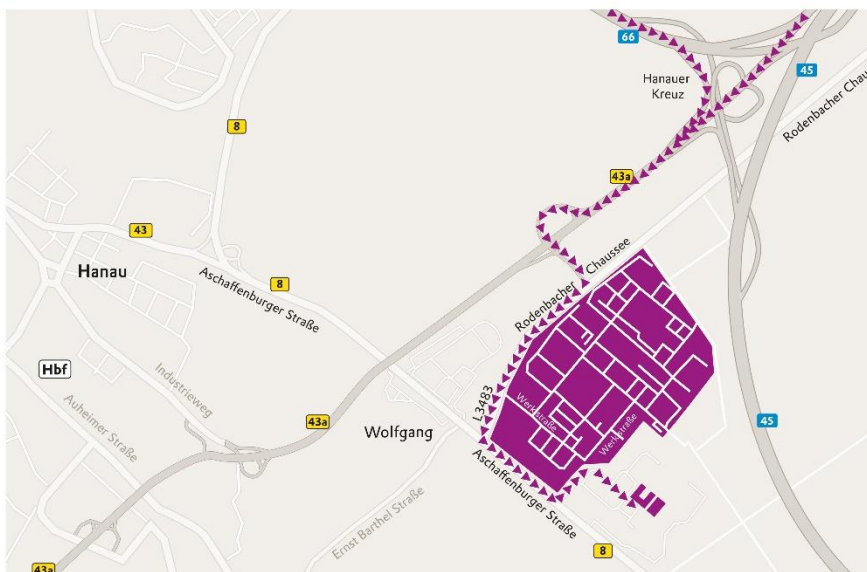 66
45
Hanauer
Kreuz
Rodenbacher Chau
8
43a
43
Hanau
8
Aschaffenburger Straße
Rodenbacher Chaussee
Hbf
Industrieweg
Auheimer Straße
43a
L3483
Werkstraße
Werkstraße
Wolfgang
45
Aschaffenburger Straße
Ernst Barthel Straße
8
43a